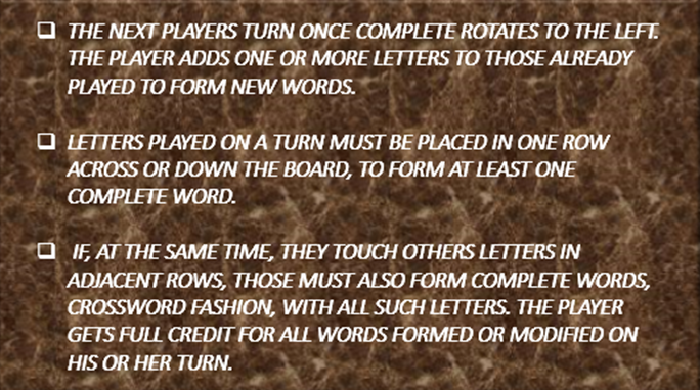 THE NEXT PLAYERS TURN ONCE COMPLETE ROTATES TO THE LEFT.
THE PLAYER ADDS ONE OR MORE LETTERS TO THOSE ALREADY
PLAYED TO FORM NEW WORDS.
LETTERS PLAYED ON A TURN MUST BE PLACED IN ONE ROW
ACROSS OR DOWN THE BOARD, TO FORM AT LEAST ONE
COMPLETE WORD.
IF, AT THE SAME TIME, THEY TOUCH OTHERS LETTERS IN
ADJACENT ROWS, THOSE MUST ALSO FORM COMPLETE WORDS,
CROSSWORD FASHION, WITH ALL SUCH LETTERS. THE PLAYER
GETS FULL CREDIT FOR ALL WORDS FORMED OR MODIFIED ON
HIS OR HER TURN.